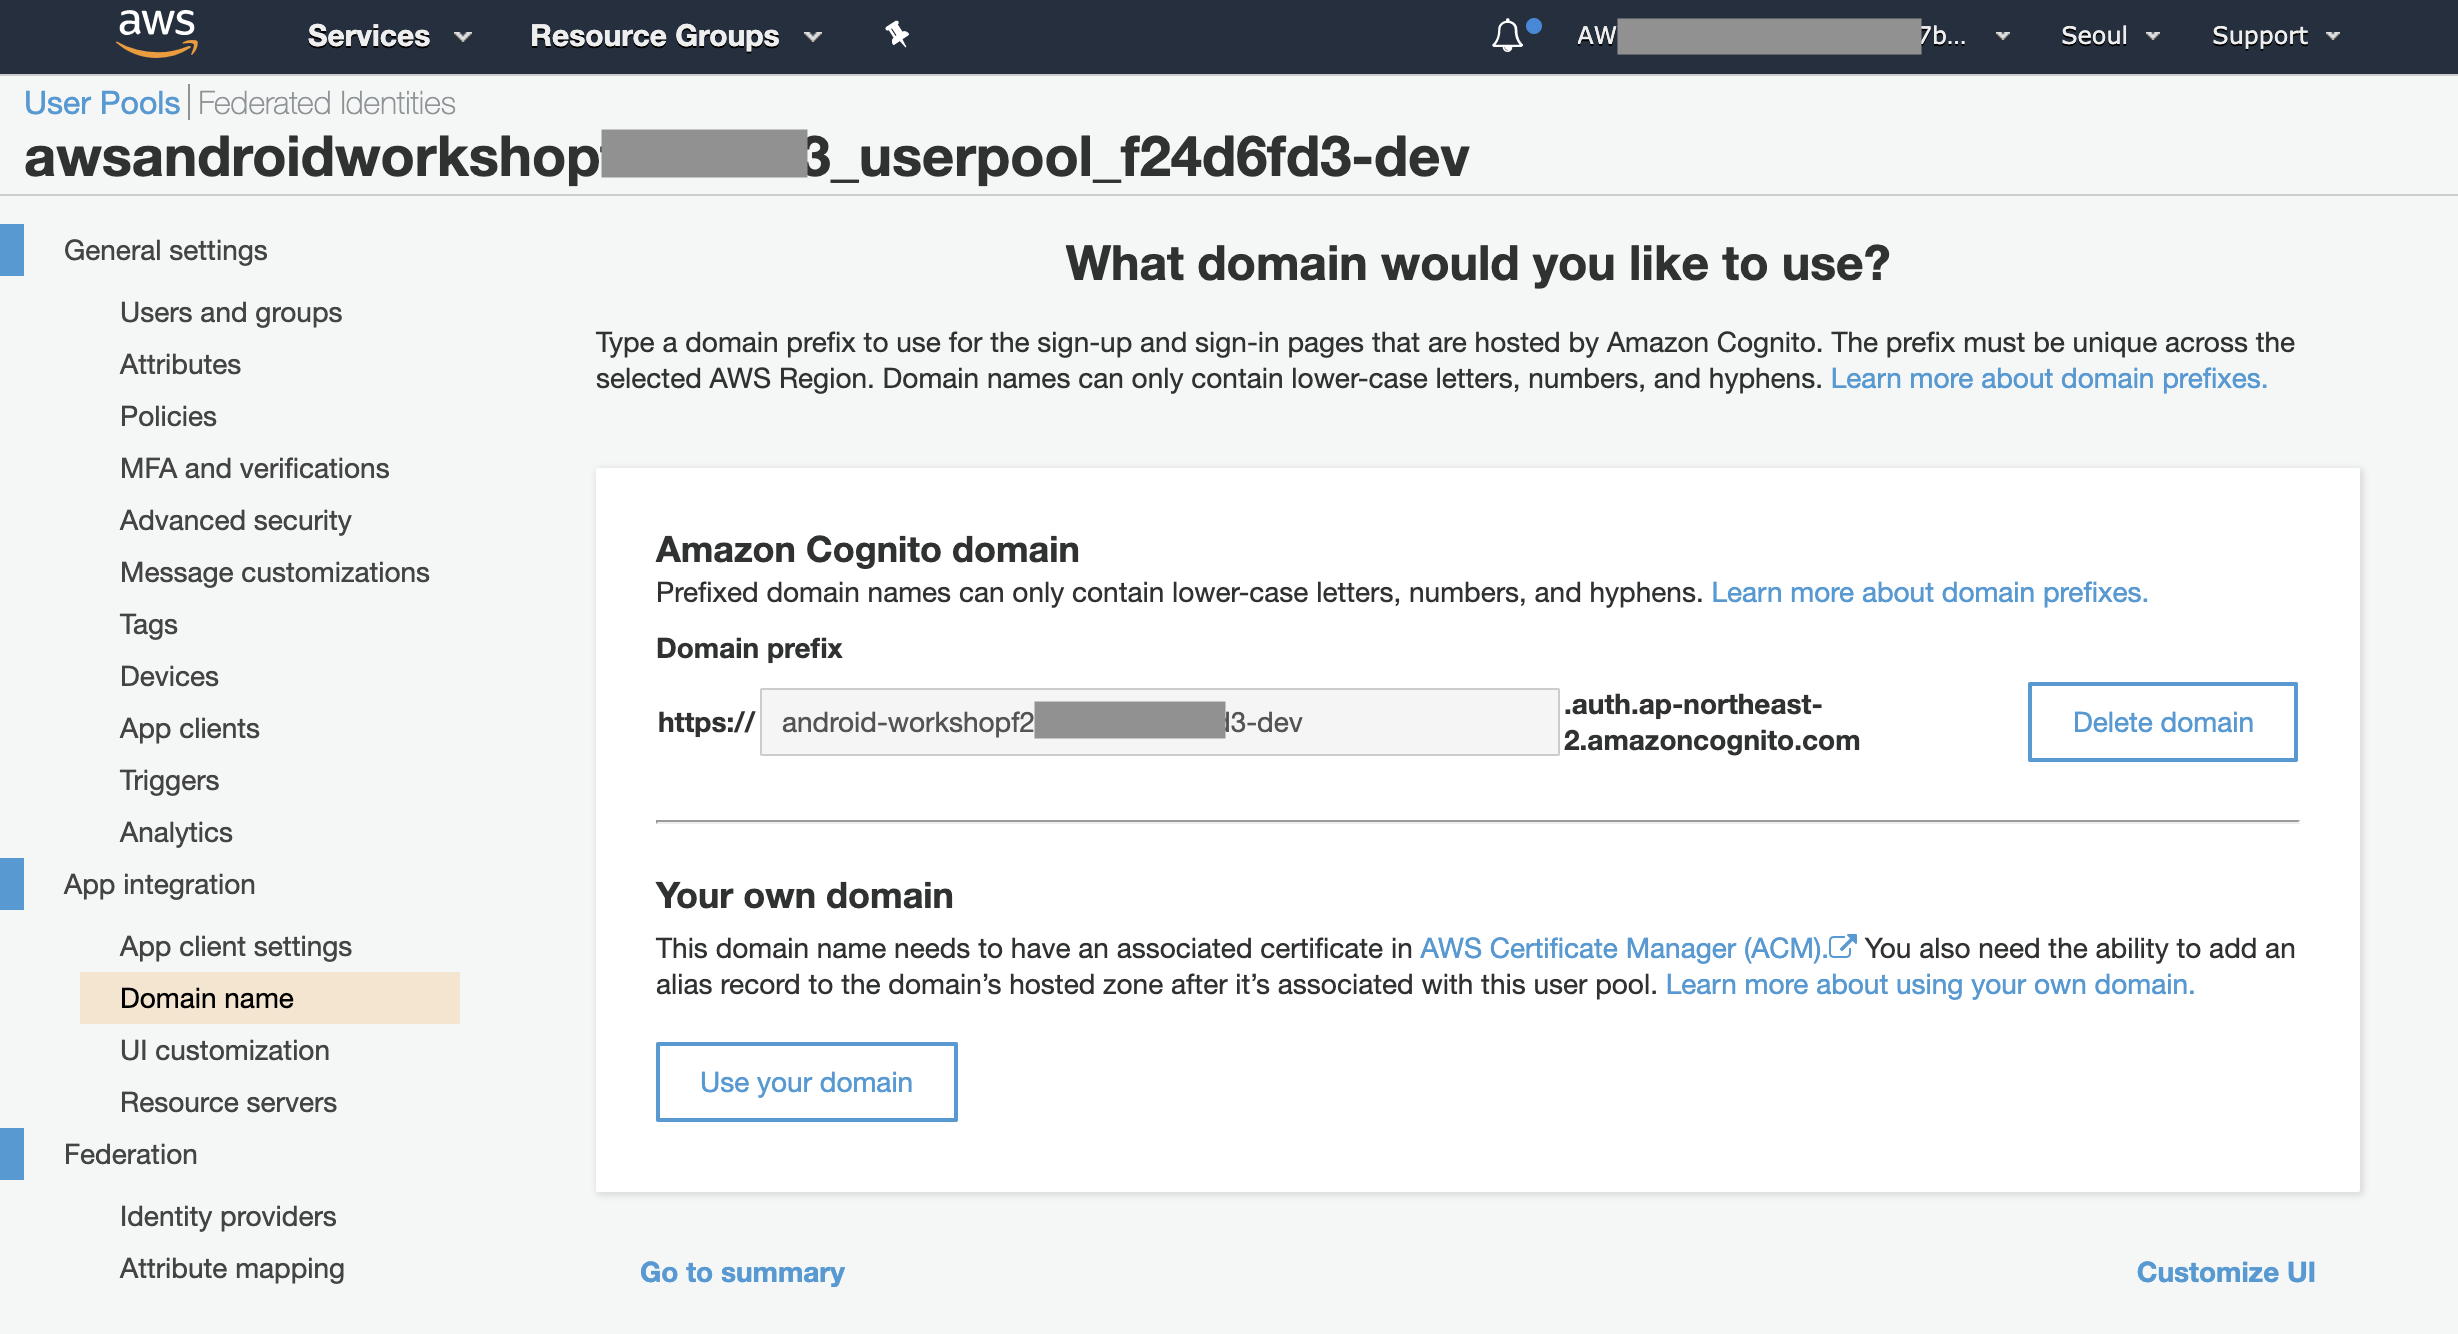 aws Services Resource Groups AW 7b... Seoul Support
User Pools Federated Identities
awsandroidworkshop 3_userpool_f24d6fd3-dev
General settings
Users and groups
Attributes
Policies
MFA and verifications
Advanced security
Message customizations
Tags
Devices
App clients
Triggers
Analytics
App integration
App client settings
Domain name
UI customization
Resource servers
Federation
Identity providers
Attribute mapping
What domain would you like to use?
Type a domain prefix to use for the sign-up and sign-in pages that are hosted by Amazon Cognito. The prefix must be unique across the
selected AWS Region. Domain names can only contain lower-case letters, numbers, and hyphens. Learn more about domain prefixes.
Amazon Cognito domain
Prefixed domain names can only contain lower-case letters, numbers, and hyphens. Learn more about domain prefixes.
Domain prefix
https:// android-workshopf2 d3-dev .auth.ap-northeast-
2.amazoncognito.com
Delete domain
Your own domain
This domain name needs to have an associated certificate in AWS Certificate Manager (ACM). You also need the ability to add an
alias record to the domain’s hosted zone after it’s associated with this user pool. Learn more about using your own domain.
Use your domain
Go to summary Customize UI